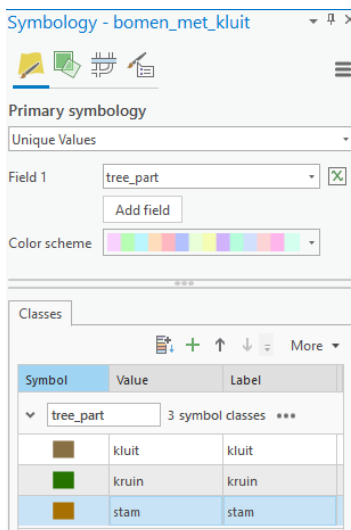 Symbology - bomen_met_kluit
Primary symbology
Unique Values
Field 1 tree_part
Add field
Color scheme
Classes
More
Symbol Value Label
tree_part 3 symbol classes
kluit kluit
kruin kruin
stam stam